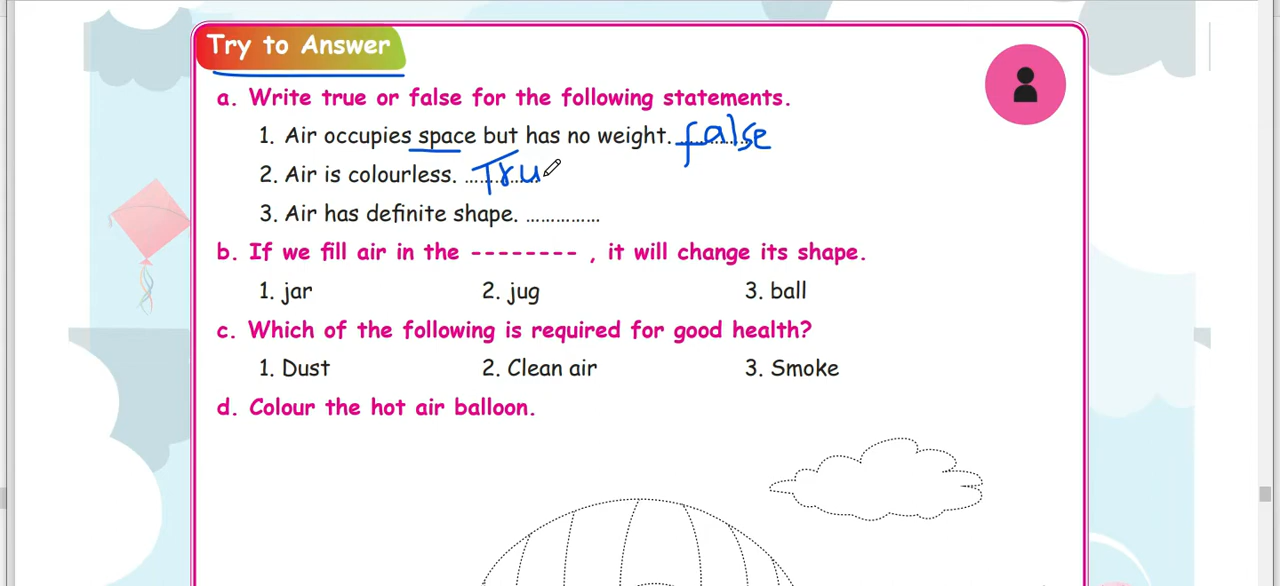 Try to Answer
a. Write true or false for the following statements.
1. Air occupies space but has no weight. false
2. Air is colourless. .............. Tru
3. Air has definite shape. ..............
b. If we fill air in the -------- , it will change its shape.
1. jar 2. jug 3. ball
c. Which of the following is required for good health?
1. Dust 2. Clean air 3. Smoke
d. Colour the hot air balloon.